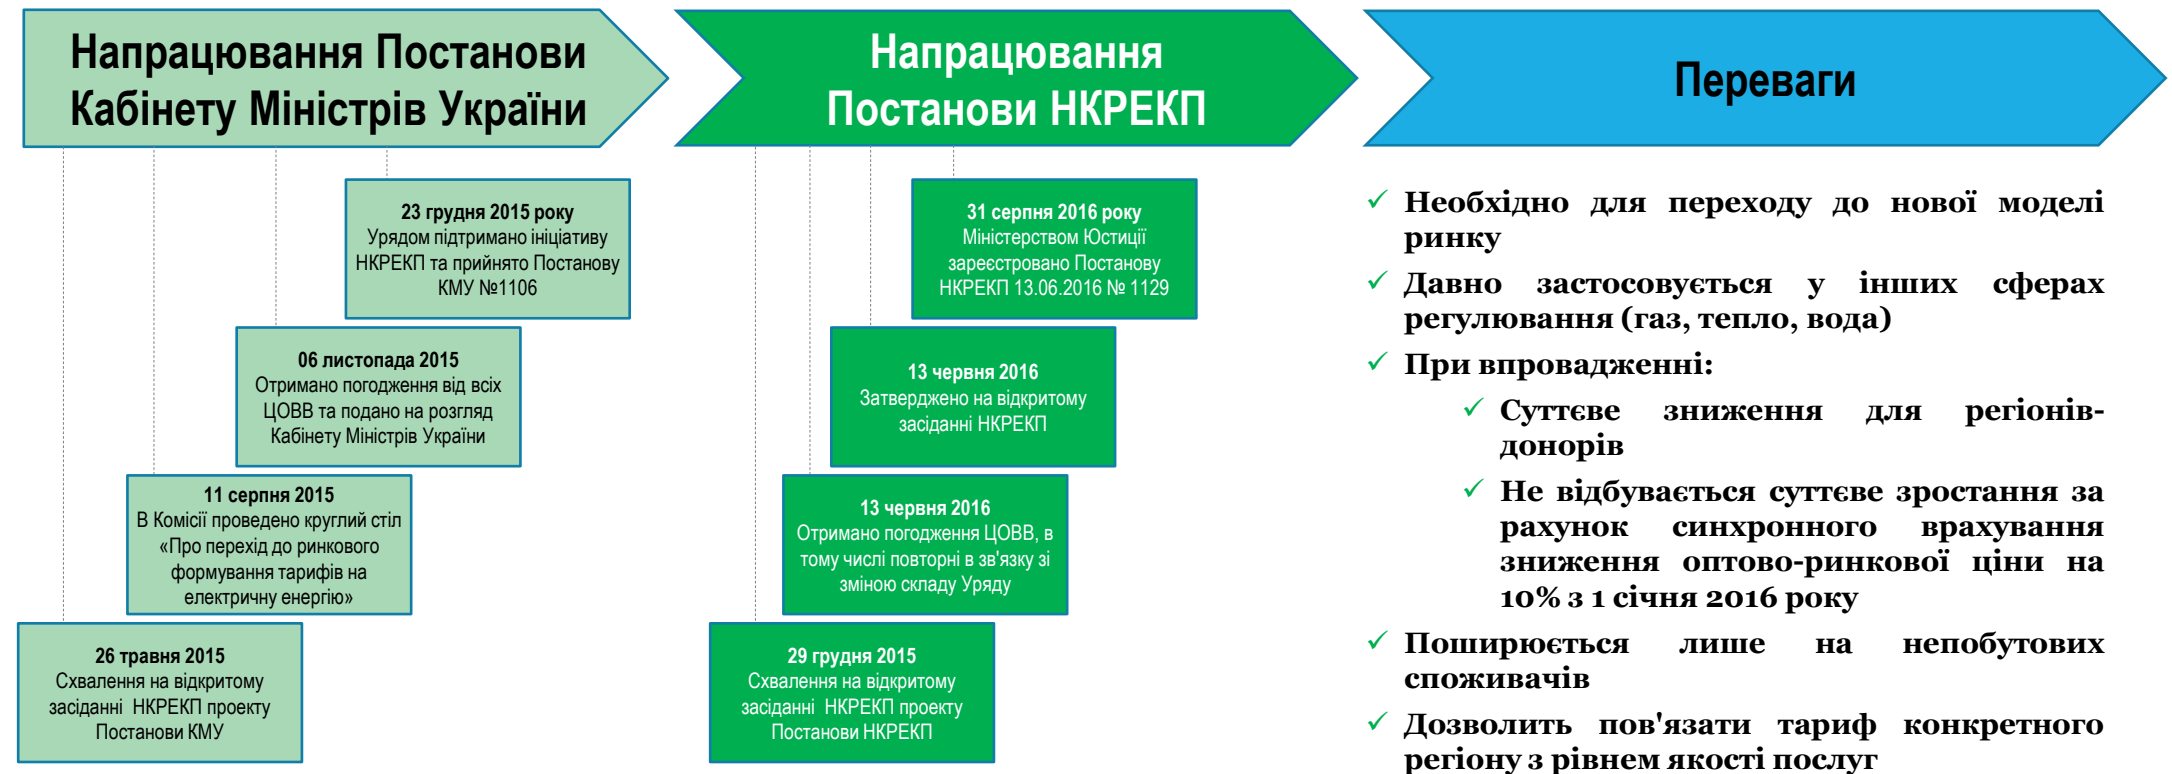 Напрацювання Постанови
Кабінету Міністрів України
23 грудня 2015 року
Урядом підтримано ініціативу
НКРЕКП та прийнято Постанову
КМУ №1106
06 листопада 2015
Отримано погодження від всіх
ЦОВВ та подано на розгляд
Кабінету Міністрів України
11 серпня 2015
В Комісії проведено круглий стіл
«Про перехід до ринкового
формування тарифів на
електричну енергію»
26 травня 2015
Схвалення на відкритому
засіданні НКРЕКП проекту
Постанови КМУ
Напрацювання
Постанови НКРЕКП
31 серпня 2016 року
Міністерством Юстиції
зареєстровано Постанову
НКРЕКП 13.06.2016 № 1129
13 червня 2016
Затверджено на відкритому
засіданні НКРЕКП
13 червня 2016
Отримано погодження ЦОВВ, в
тому числі повторні в зв'язку зі
зміною складу Уряду
29 грудня 2015
Схвалення на відкритому
засіданні НКРЕКП проекту
Постанови НКРЕКП
Переваги
✓ Необхідно для переходу до нової моделі
ринку
✓ Давно застосовується у інших сферах
регулювання (газ, тепло, вода)
✓ При впровадженні:
✓ Суттєве зниження для регіонів-
донорів
✓ Не відбувається суттєве зростання за
рахунок синхронного врахування
зниження оптово-ринкової ціни на
10% з 1 січня 2016 року
✓ Поширюється лише на непобутових
споживачів
✓ Дозволить пов'язати тариф конкретного
регіону з рівнем якості послуг